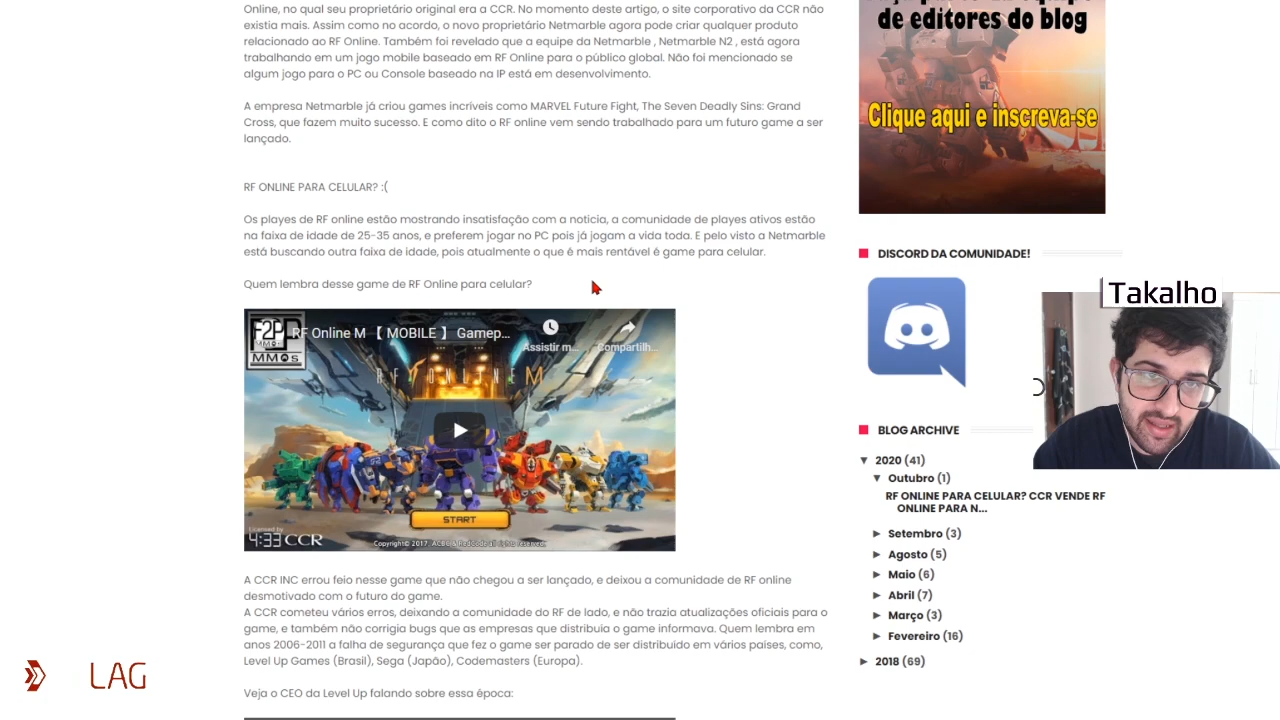 Online, no qual seu proprietário original era a CCR. No momento deste artigo, o site corporativo da CCR não
existia mais. Assim como no acordo, o novo proprietário Netmarble agora pode criar qualquer produto
relacionado ao RF Online. Também foi revelado que a equipe da Netmarble , Netmarble N2 , está agora
trabalhando em um jogo mobile baseado em RF Online para o público global. Não foi mencionado se
algum jogo para o PC ou Console baseado na IP está em desenvolvimento.
A empresa Netmarble já criou games incríveis como MARVEL Future Fight, The Seven Deadly Sins: Grand
Cross, que fazem muito sucesso. E como dito o RF online vem sendo trabalhado para um futuro game a ser
lançado.
RF ONLINE PARA CELULAR? :(
Os playes de RF online estão mostrando insatisfação com a noticia, a comunidade de playes ativos estão
na faixa de idade de 25-35 anos, e preferem jogar no PC pois já jogam a vida toda. E pelo visto a Netmarble
está buscando outra faixa de idade, pois atualmente o que é mais rentável é game para celular.
Quem lembra desse game de RF Online para celular?
F2P
MMOs
RF Online M 【 MOBILE 】 Gamep...
Assistir m...
Compartilh...
RF ONLINE M
START
Licensed by
4:33 CCR
Copyright© 2017, AcBe & RedGode all rights reserved.
A CCR INC errou feio nesse game que não chegou a ser lançado, e deixou a comunidade de RF online
desmotivado com o futuro do game.
A CCR cometeu vários erros, deixando a comunidade do RF de lado, e não trazia atualizações oficiais para o
game, e também não corrigia bugs que as empresas que distribuia o game informava. Quem lembra em
anos 2006-2011 a falha de segurança que fez o game ser parado de ser distribuído em vários países, como,
Level Up Games (Brasil), Sega (Japão), Codemasters (Europa).
Veja o CEO da Level Up falando sobre essa época:
de editores do blog
Clique aqui e inscreva-se
DISCORD DA COMUNIDADE!
Takalho
BLOG ARCHIVE
▼ 2020 (41)
▼ Outubro (1)
RF ONLINE PARA CELULAR? CCR VENDE RF
ONLINE PARA N...
► Setembro (3)
► Agosto (5)
► Maio (6)
► Abril (7)
► Março (3)
► Fevereiro (16)
► 2018 (69)
LAG